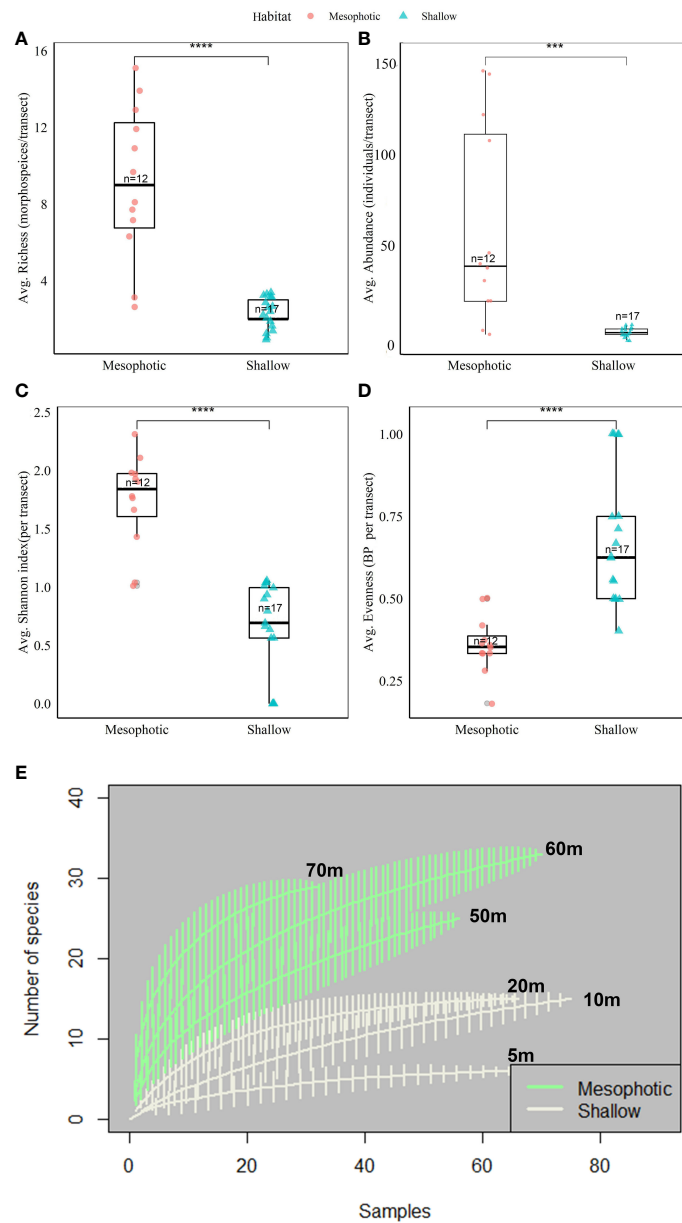 Habitat Mesophotic Shallow
A
****
16
12
8
4
n=12
n=17
Avg. Richess (morphospeices/transect)
Mesophotic Shallow
B
***
150
100
50
0
n=12
n=17
Avg. Abundance (individuals/transect)
Mesophotic Shallow
C
****
2.5
2.0
1.5
1.0
0.5
0.0
n=12
n=17
Avg. Shannon index(per transect)
Mesophotic Shallow
D
****
1.00
0.75
0.50
0.25
n=17
n=12
Avg. Evenness (BP per transect)
Mesophotic Shallow
E
40
30
20
10
0
Number of species
70m
60m
50m
20m
10m
5m
Mesophotic
Shallow
0 20 40 60 80
Samples